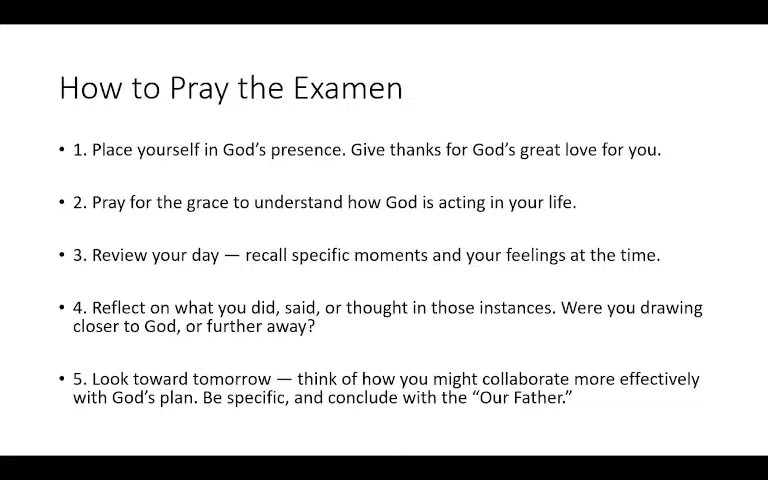 How to Pray the Examen
• 1. Place yourself in God’s presence. Give thanks for God’s great love for you.
• 2. Pray for the grace to understand how God is acting in your life.
• 3. Review your day — recall specific moments and your feelings at the time.
• 4. Reflect on what you did, said, or thought in those instances. Were you drawing
closer to God, or further away?
• 5. Look toward tomorrow — think of how you might collaborate more effectively
with God’s plan. Be specific, and conclude with the “Our Father.”